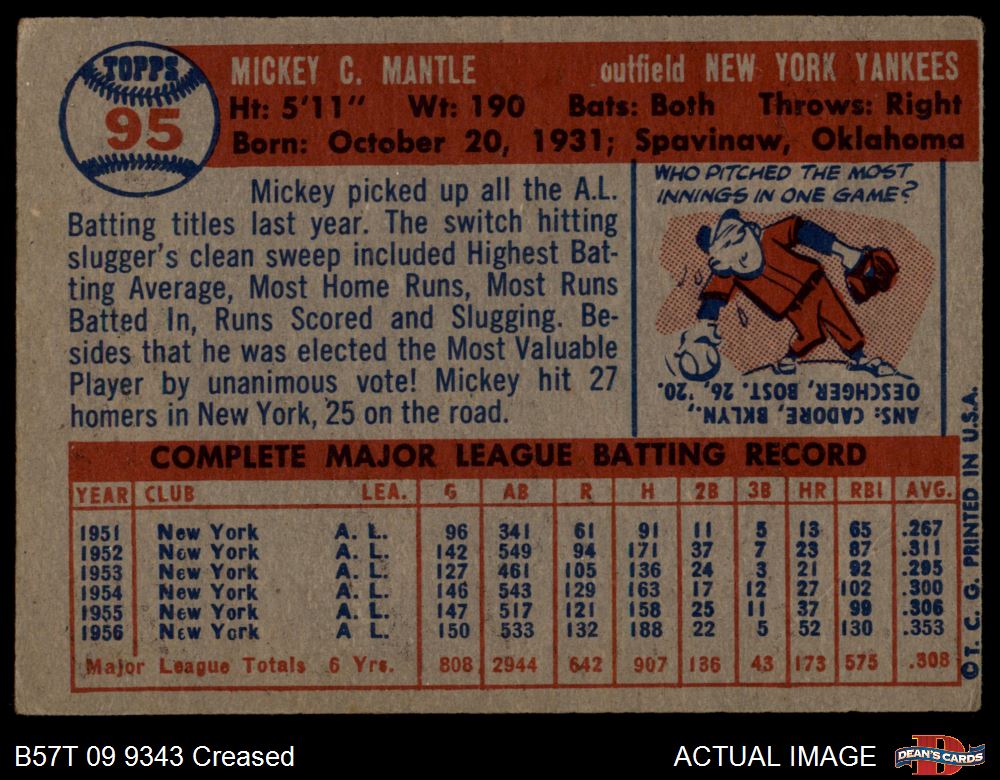 TOPPS
95
MICKEY C. MANTLE outfield NEW YORK YANKEES
Ht: 5'11" Wt: 190 Bats: Both Throws: Right
Born: October 20, 1931; Spavinaw, Oklahoma
Mickey picked up all the A.L.
Batting titles last year. The switch hitting
slugger's clean sweep included Highest Bat-
ting Average, Most Home Runs, Most Runs
Batted In, Runs Scored and Slugging. Be-
sides that he was elected the Most Valuable
Player by unanimous vote! Mickey hit 27
homers in New York, 25 on the road.
WHO PITCHED THE MOST
INNINGS IN ONE GAME?
ANS: CADORE, BKLYN.,
OESCHGER, BOST. 26, '20.
COMPLETE MAJOR LEAGUE BATTING RECORD
YEAR CLUB LEA. G AB R H 2B 3B HR RBI AVG.
1951 New York A. L. 96 341 61 91 11 5 13 65 .267
1952 New York A. L. 142 549 94 171 37 7 23 87 .311
1953 New York A. L. 127 461 105 136 24 3 21 92 .295
1954 New York A. L. 146 543 129 163 17 12 27 102 .300
1955 New York A. L. 147 517 121 158 25 11 37 99 .306
1956 New York A L. 150 533 132 188 22 5 52 130 .353
Major League Totals 6 Yrs. 808 2944 642 907 136 43 173 575 .308
© T. C. G. PRINTED IN U.S.A.
B57T 09 9343 Creased
ACTUAL IMAGE
DEAN'S CARDS